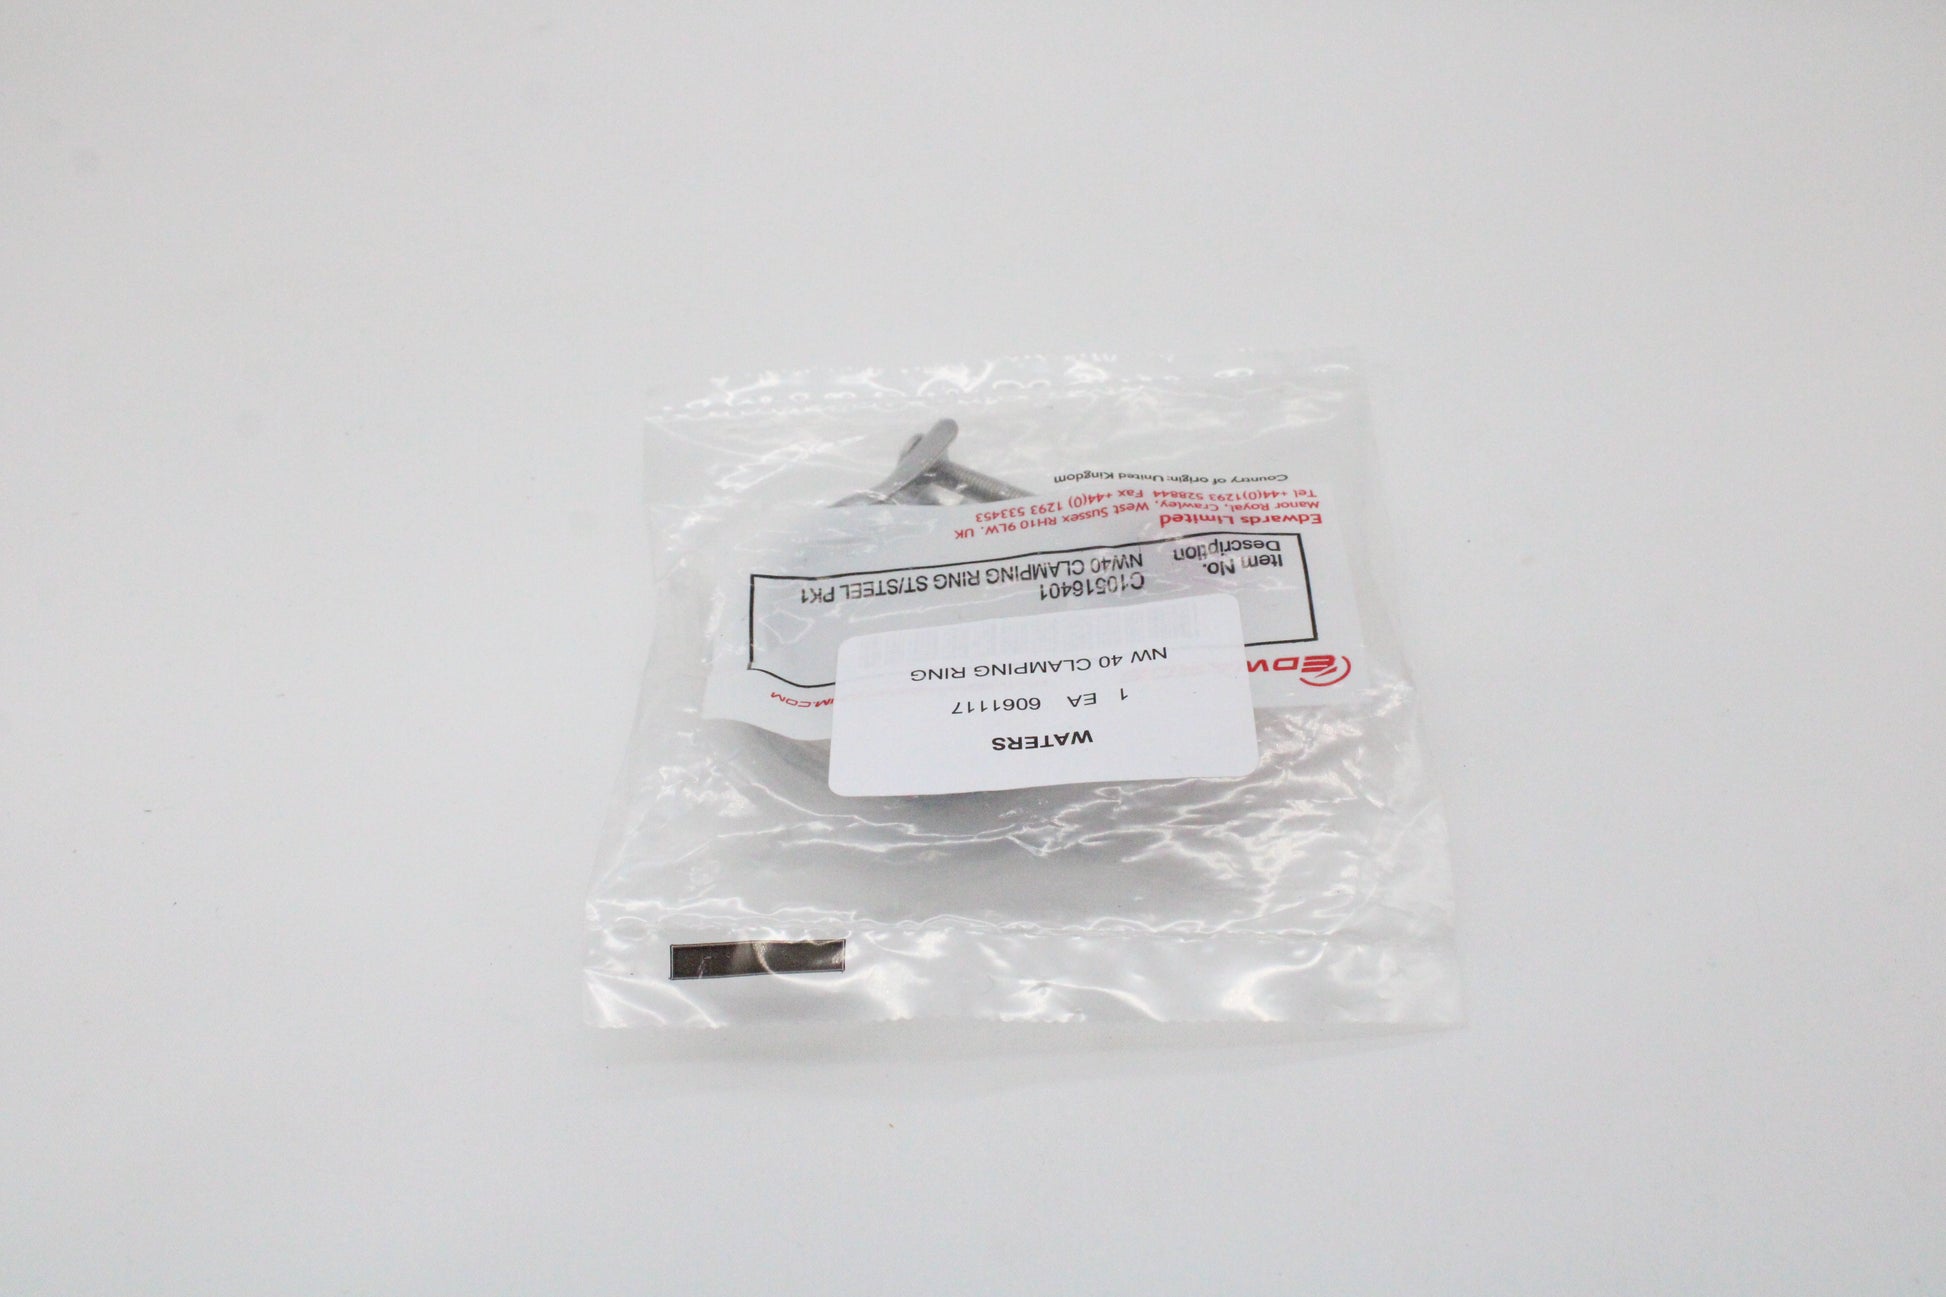 WATERS
1 EA 6061117
NW 40 CLAMPING RING
Item No. C10516401
Description NW40 CLAMPING RING ST/STEEL PK1
Edwards Limited
Manor Royal, Crawley, West Sussex RH10 9LW. UK
Tel +44(0)1293 528844 Fax +44(0) 1293 533453
Country of origin: United Kingdom